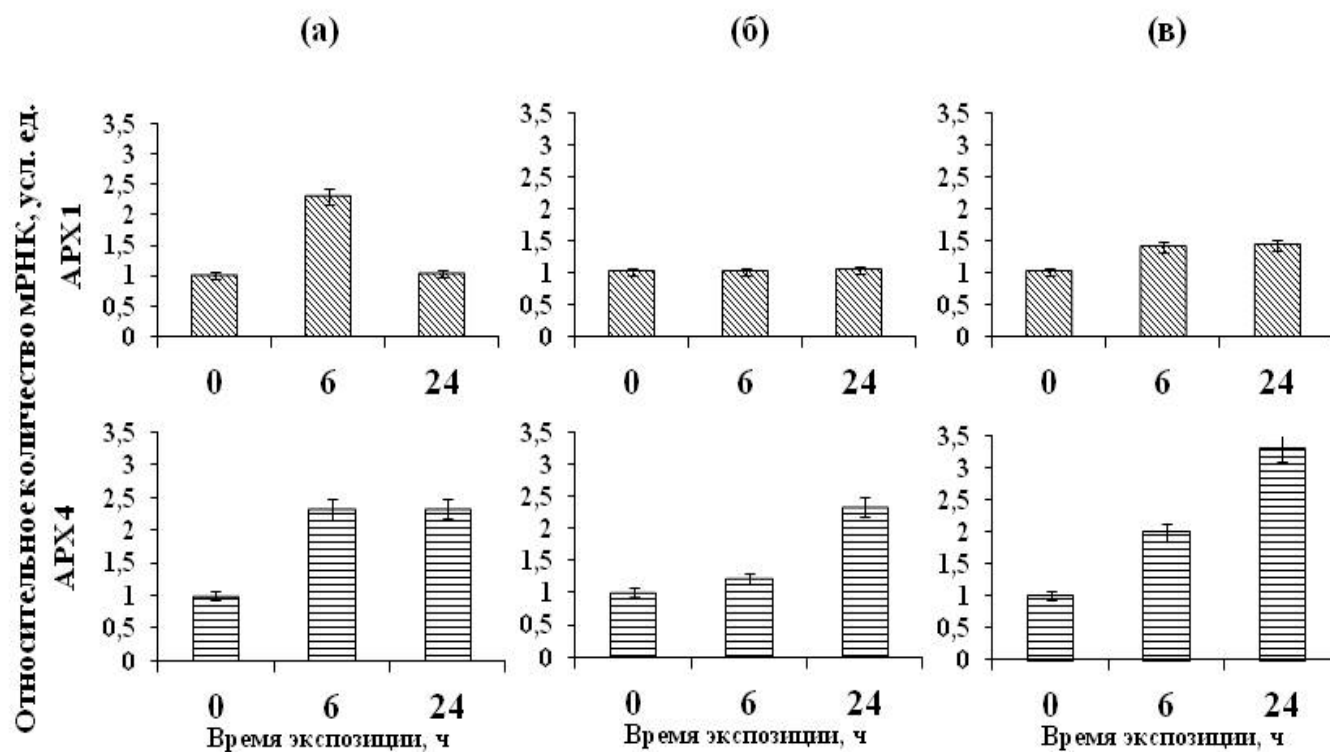 (а) (б) (в)
Относительное количество мРНК, усл. ед.
APX1
3,5 3,5 3,5
3 3 3
2,5 2,5 2,5
2 2 2
1,5 1,5 1,5
1 1 1
0,5 0,5 0,5
0 0 0
0 6 24 0 6 24 0 6 24
APX4
3,5 3,5 3,5
3 3 3
2,5 2,5 2,5
2 2 2
1,5 1,5 1,5
1 1 1
0,5 0,5 0,5
0 0 0
0 6 24 0 6 24 0 6 24
Время экспозиции, ч Время экспозиции, ч Время экспозиции, ч